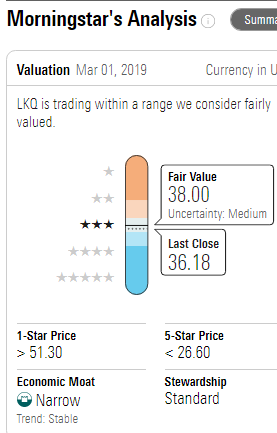 Morningstar's Analysis
Summa
Valuation Mar 01, 2019 Currency in U
LKQ is trading within a range we consider fairly
valued.
★
★★
★★★
★★★★
★★★★★
Fair Value
38.00
Uncertainty: Medium
Last Close
36.18
1-Star Price 5-Star Price
> 51.30 < 26.60
Economic Moat Stewardship
Narrow Standard
Trend: Stable